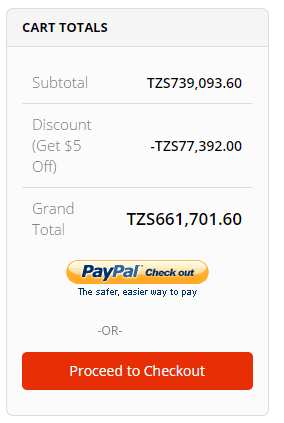 CART TOTALS
Subtotal TZS739,093.60
Discount
(Get $5 -TZS77,392.00
Off)
Grand
Total TZS661,701.60
PayPal Check out
The safer, easier way to pay
-OR-
Proceed to Checkout